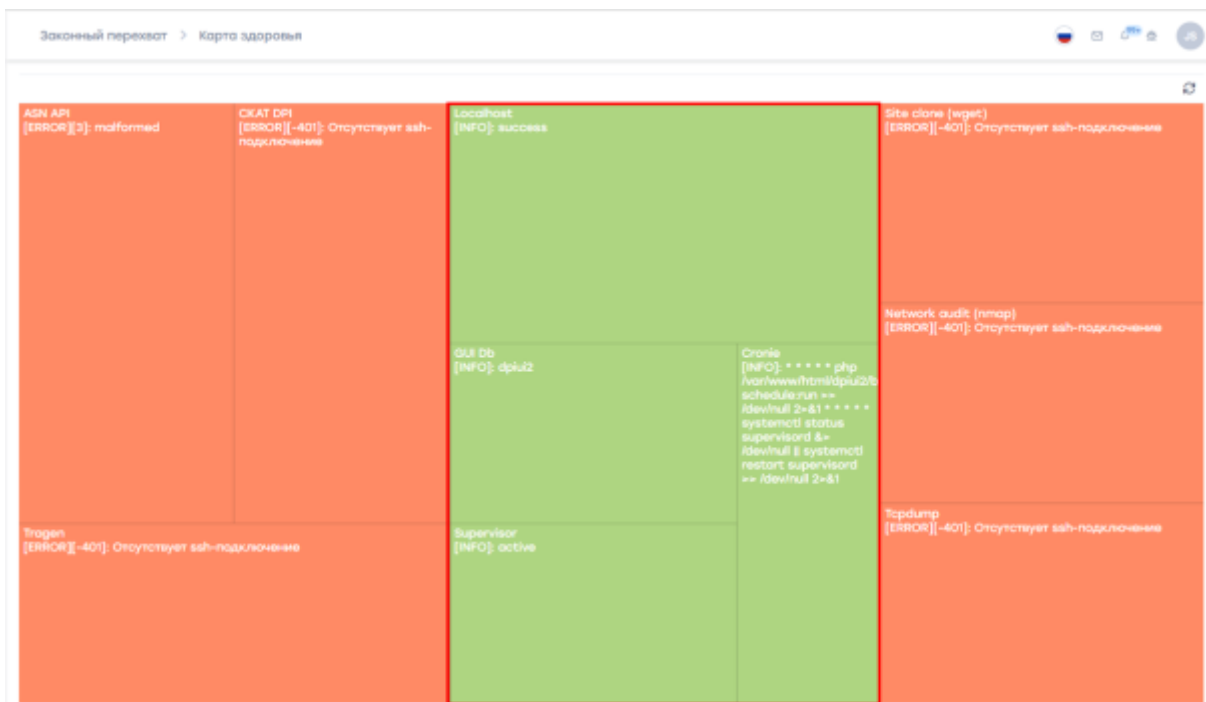 Законный перехват > Карта здоровья
JS
ASN API
[ERROR][3]: malformed
СКАТ DPI
[ERROR][-401]: Отсутствует ssh-
подключение
Localhost
[INFO]: success
Site clone (wget)
[ERROR][-401]: Отсутствует ssh-подключение
Network audit (nmap)
[ERROR][-401]: Отсутствует ssh-подключение
GUI Db
[INFO]: dpiui2
Cronie
[INFO]: * * * * * php
/var/www/html/dpiui2/b
schedule:run >>
/dev/null 2>&1 * * * * *
systemctl status
supervisord &>
/dev/null || systemctl
restart supervisord
>> /dev/null 2>&1
Tcpdump
[ERROR][-401]: Отсутствует ssh-подключение
Tragen
[ERROR][-401]: Отсутствует ssh-подключение
Supervisor
[INFO]: active